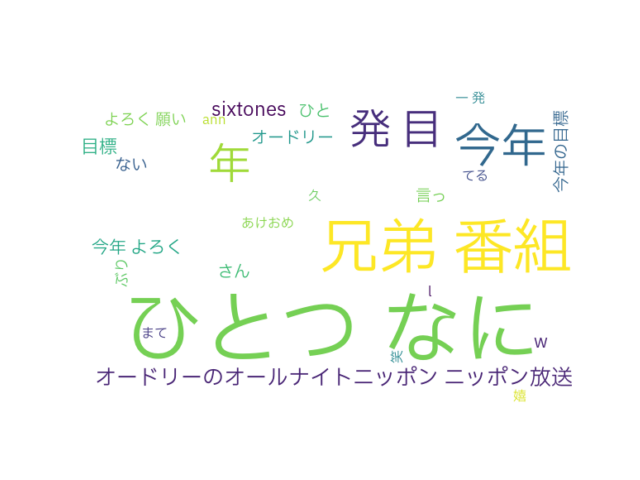 一 発
sixtones ひと
よろく 願い ann
発 目
今年
今年の目標
目標
オードリー
年
ない
てる
久
言っ
あけおめ
兄弟 番組
今年 よろく
ぶり
さん
l
ひとつ なに
まて
w
笑
オードリーのオールナイトニッポン ニッポン放送
嬉